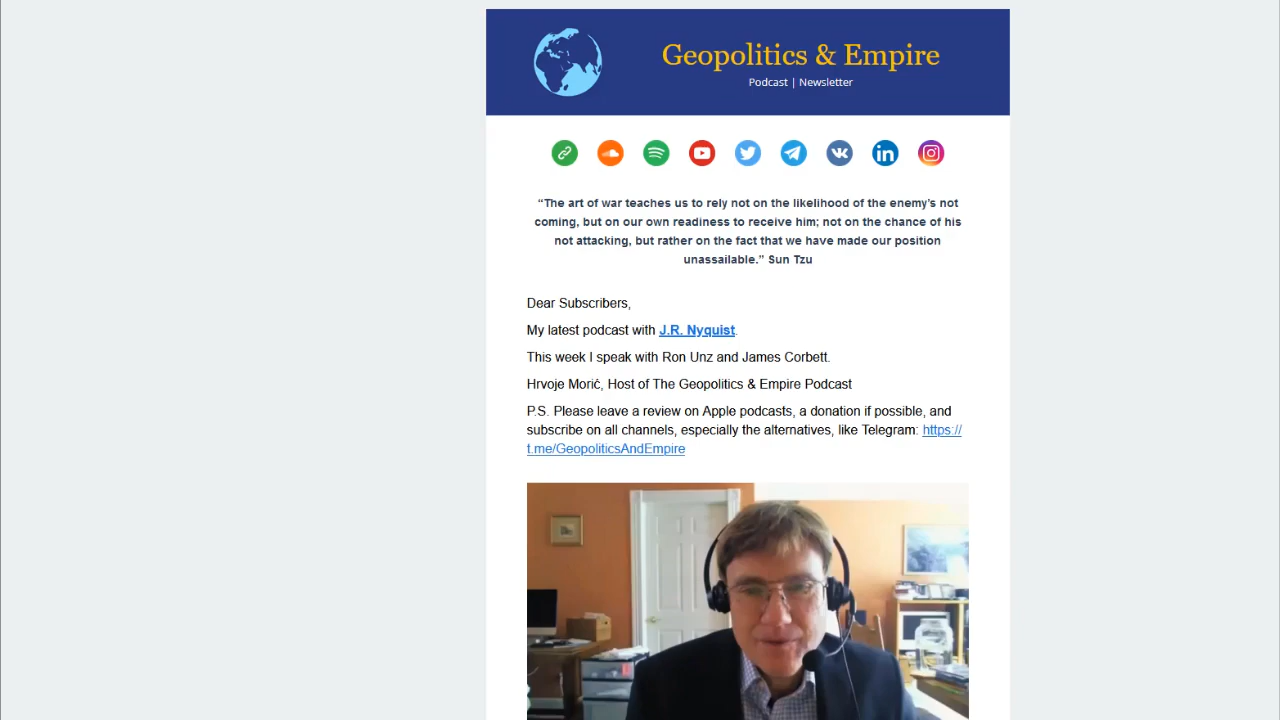 Geopolitics & Empire
Podcast | Newsletter
“The art of war teaches us to rely not on the likelihood of the enemy’s not
coming, but on our own readiness to receive him; not on the chance of his
not attacking, but rather on the fact that we have made our position
unassailable.” Sun Tzu
Dear Subscribers,
My latest podcast with J.R. Nyquist.
This week I speak with Ron Unz and James Corbett.
Hrvoje Morić, Host of The Geopolitics & Empire Podcast
P.S. Please leave a review on Apple podcasts, a donation if possible, and
subscribe on all channels, especially the alternatives, like Telegram: https://
t.me/GeopoliticsAndEmpire